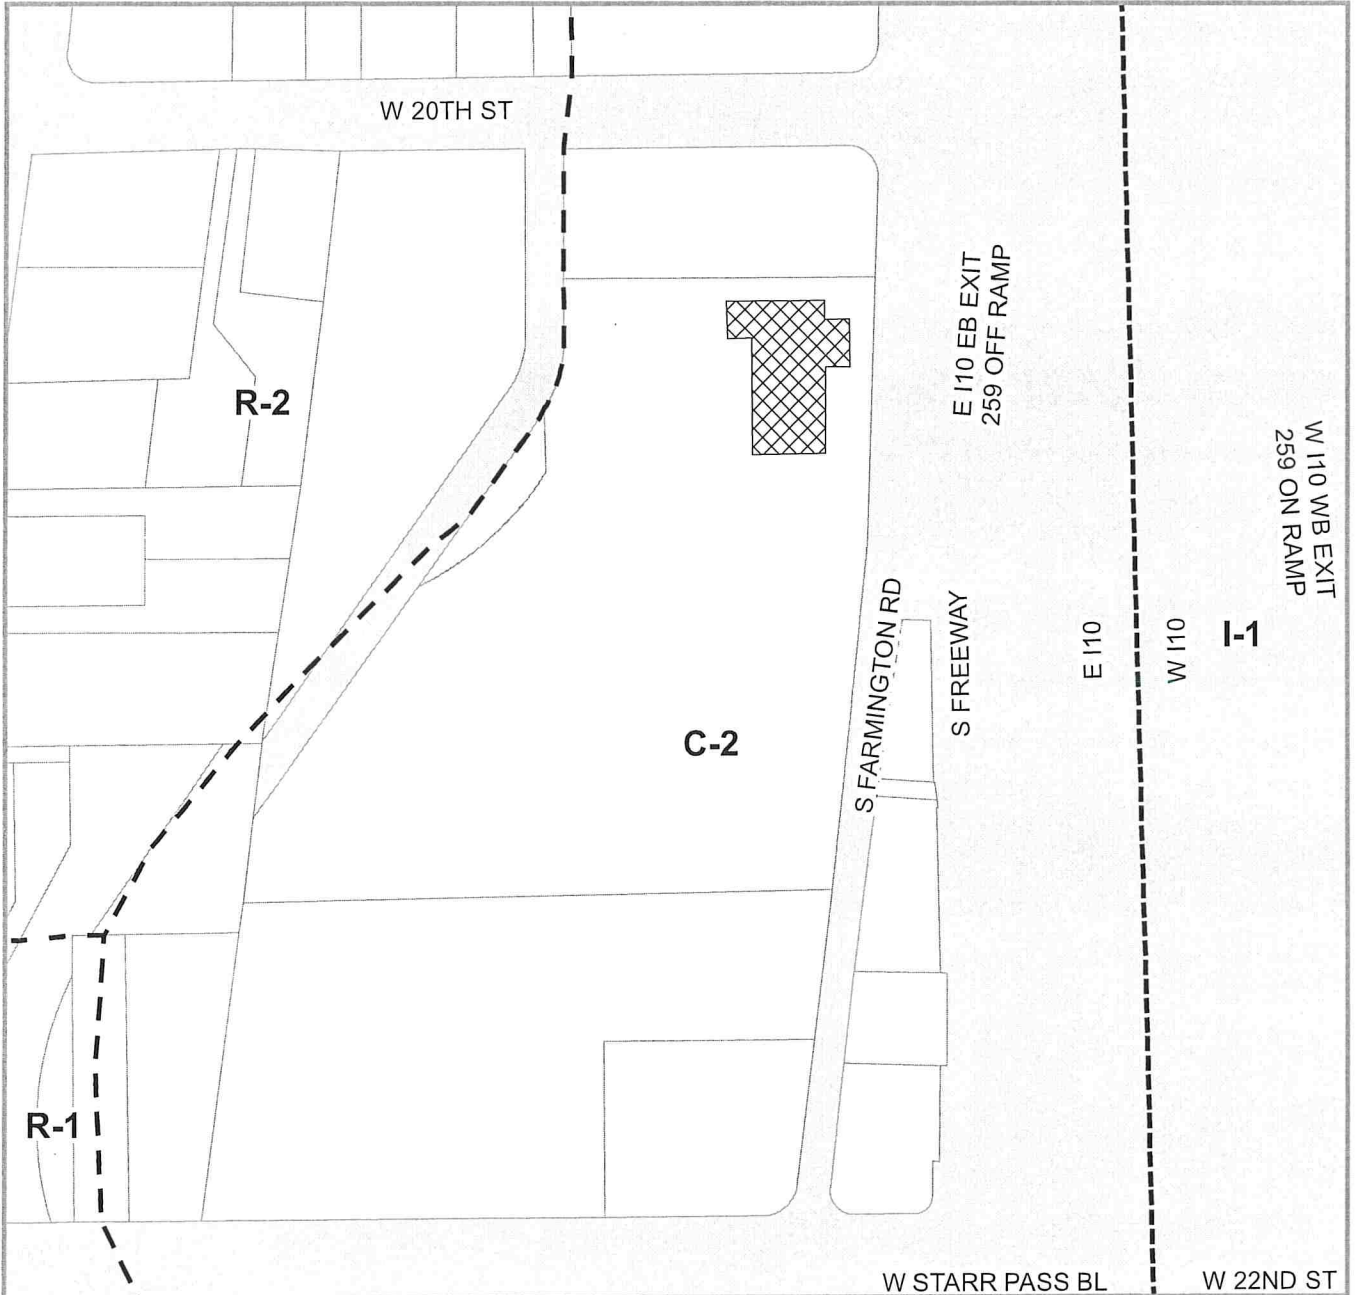 W 20TH ST
E I10 EB EXIT
259 OFF RAMP
R-2
W I10 WB EXIT
259 ON RAMP
S FARMINGTON RD
S FREEWAY
E I10
W I10
I-1
C-2
R-1
W STARR PASS BL
W 22ND ST